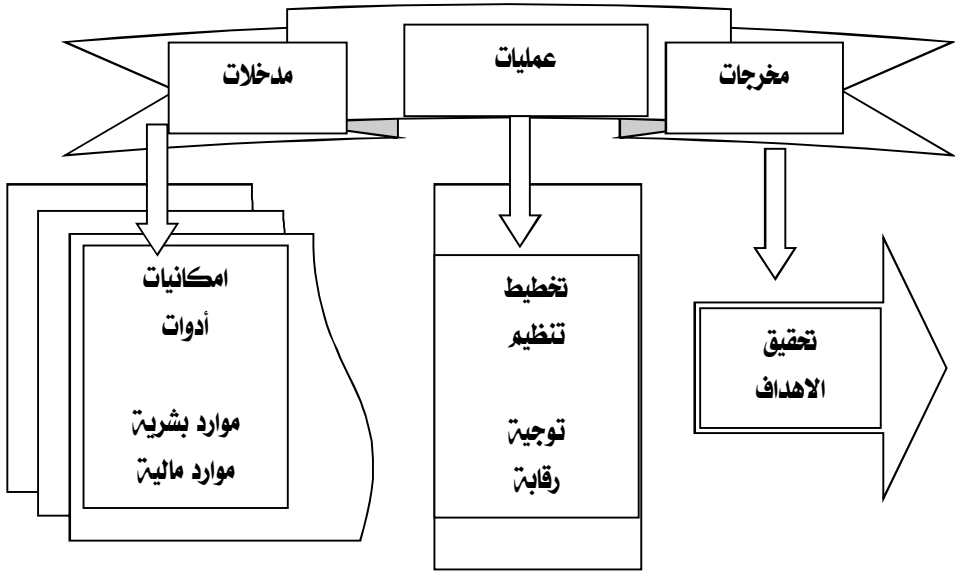 مدخلات
عمليات
مخرجات
امكانيات
أدوات
موارد بشرية
موارد مالية
تخطيط
تنظيم
توجية
رقابة
تحقيق
الاهداف